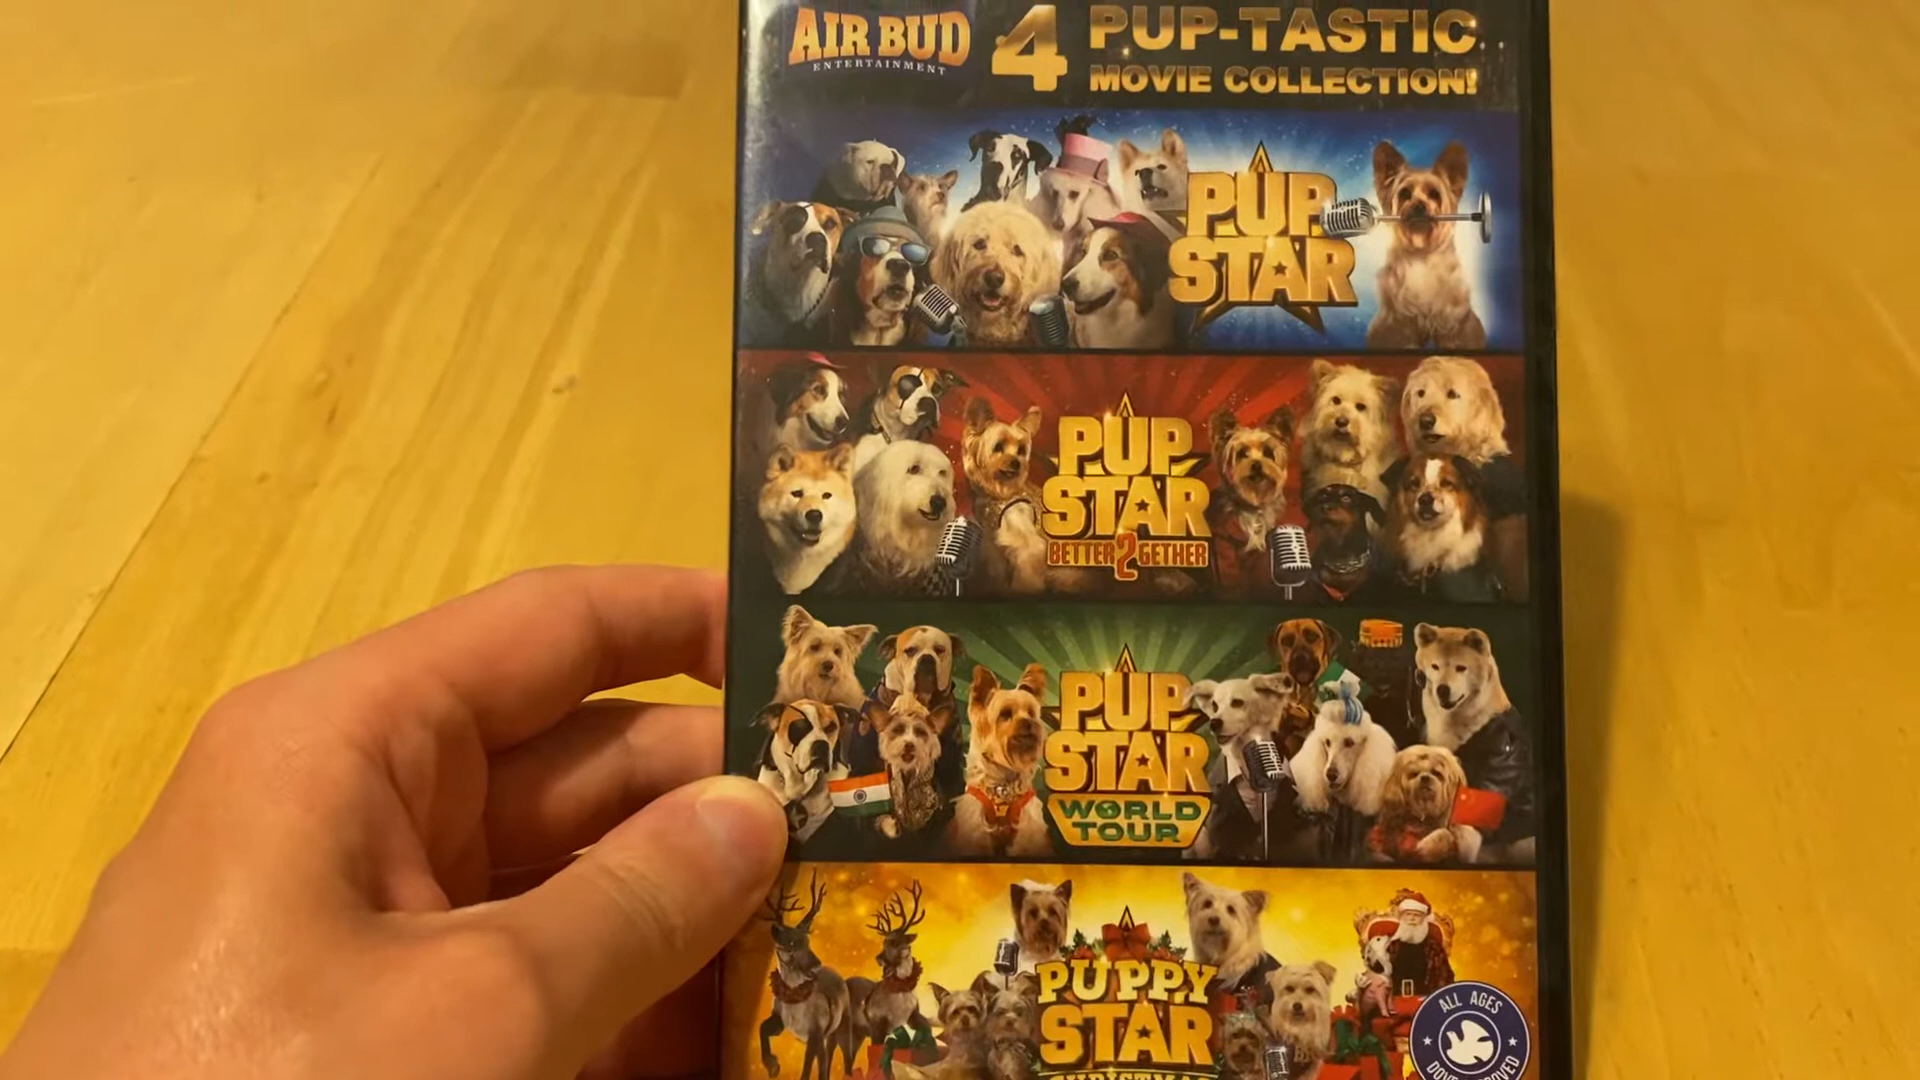 AIR BUD
ENTERTAINMENT
4 PUP-TASTIC
MOVIE COLLECTION!
PUP
STAR
PUP
STAR
BETTER 2GETHER
PUP
STAR
WORLD
TOUR
PUPPY
STAR
CHRISTMAS
ALL AGES